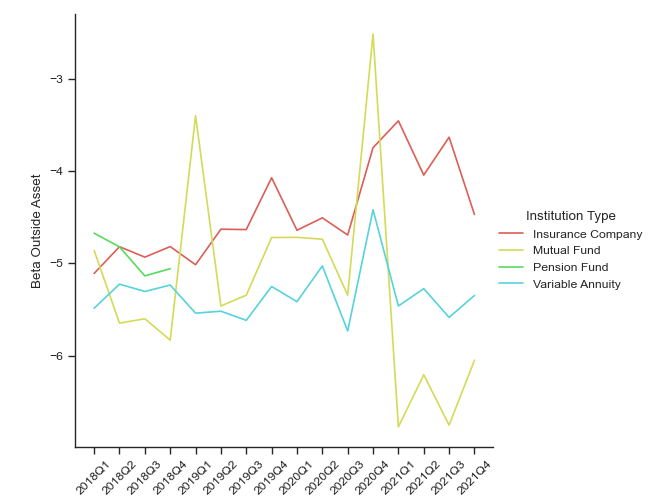 Beta Outside Asset
−3
−4
−5
−6
2018Q1
2018Q2
2018Q3
2018Q4
2019Q1
2019Q2
2019Q3
2019Q4
2020Q1
2020Q2
2020Q3
2020Q4
2021Q1
2021Q2
2021Q3
2021Q4
Institution Type
Insurance Company
Mutual Fund
Pension Fund
Variable Annuity